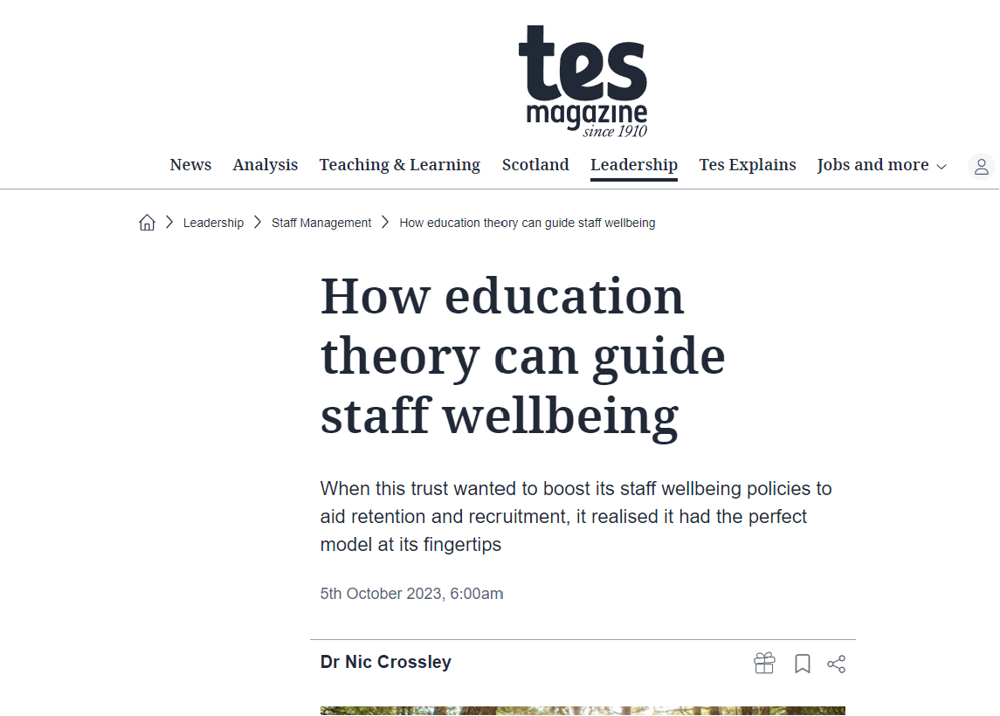 tes
magazine
since 1910
News Analysis Teaching & Learning Scotland Leadership Tes Explains Jobs and more
Leadership Staff Management How education theory can guide staff wellbeing
How education
theory can guide
staff wellbeing
When this trust wanted to boost its staff wellbeing policies to
aid retention and recruitment, it realised it had the perfect
model at its fingertips
5th October 2023, 6:00am
Dr Nic Crossley